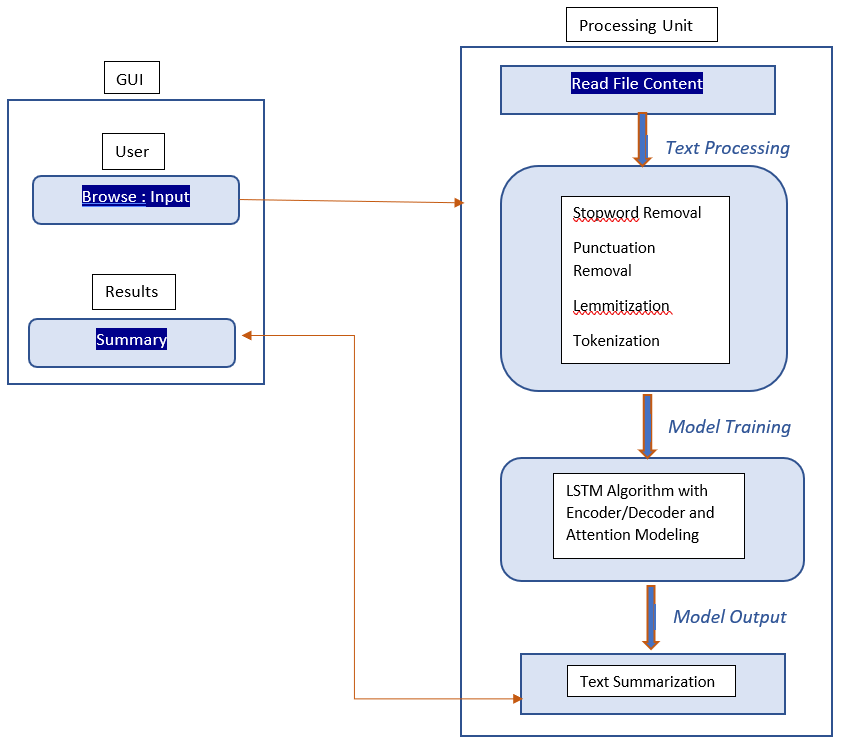 GUI
User
Browse : Input
Results
Summary
Processing Unit
Read File Content
Text Processing
Stopword Removal
Punctuation
Removal
Lemmitization
Tokenization
Model Training
LSTM Algorithm with
Encoder/Decoder and
Attention Modeling
Model Output
Text Summarization